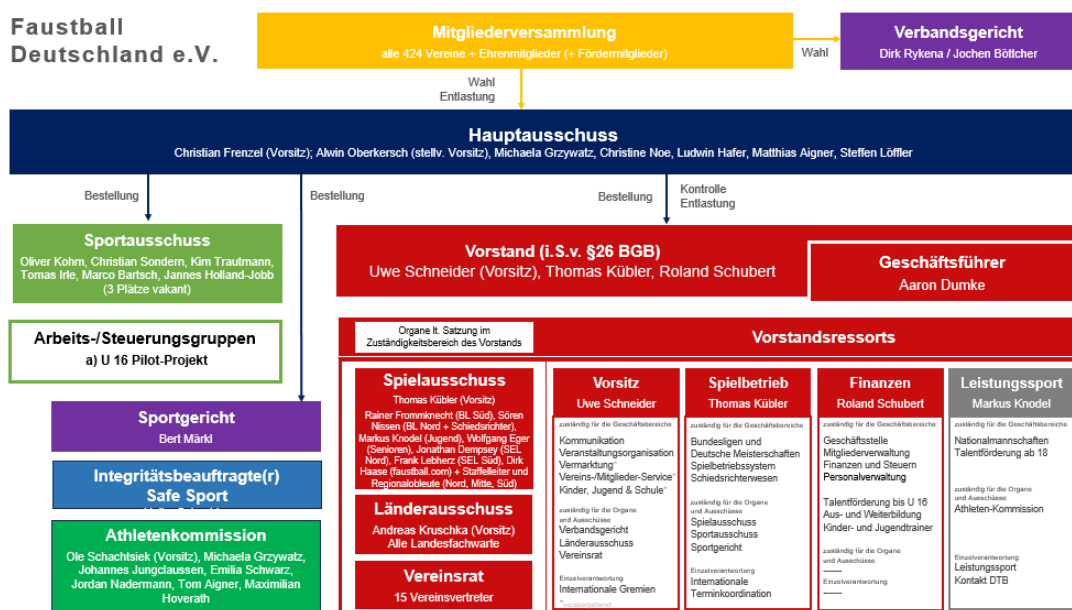 Faustball
Deutschland e.V.
Mitgliederversammlung
alle 424 Vereine + Ehrenmitglieder (+ Fördermitglieder)
Wahl
Verbandsgericht
Dirk Rykena / Jochen Böttcher
Wahl
Entlastung
Hauptausschuss
Christian Frenzel (Vorsitz); Alwin Oberkersch (stellv. Vorsitz), Michaela Grzywatz, Christine Noe, Ludwin Hafer, Matthias Aigner, Steffen Löffler
Bestellung
Bestellung
Bestellung
Kontrolle
Entlastung
Sportausschuss
Oliver Kohm, Christian Sondern, Kim Trautmann,
Tomas Irle, Marco Bartsch, Jannes Holland-Jobb
(3 Plätze vakant)
Arbeits-/Steuerungsgruppen
a) U 16 Pilot-Projekt
Sportgericht
Bert Märkl
Integritätsbeauftragte(r)
Safe Sport
Athletenkommission
Ole Schachtsiek (Vorsitz), Michaela Grzywatz,
Johannes Jungclaussen, Emilia Schwarz,
Jordan Nadermann, Tom Aigner, Maximilian
Hoverath
Vorstand (i.S.v. §26 BGB)
Uwe Schneider (Vorsitz), Thomas Kübler, Roland Schubert
Geschäftsführer
Aaron Dumke
Organe lt. Satzung im
Zuständigkeitsbereich des Vorstands
Vorstandsressorts
Spielausschuss
Thomas Kübler (Vorsitz)
Rainer Frommknecht (BL Süd), Sören
Nissen (BL Nord + Schiedsrichter),
Markus Knodel (Jugend), Wolfgang Eger
(Senioren), Jonathan Dempsey (SEL
Nord), Frank Lebherz (SEL Süd), Dirk
Haase (faustball.com) + Staffelleiter und
Regionalobleute (Nord, Mitte, Süd)
Länderausschuss
Andreas Kruschka (Vorsitz)
Alle Landesfachwarte
Vereinsrat
15 Vereinsvertreter
Vorsitz
Uwe Schneider
zuständig für die Geschäftsbereiche
Kommunikation
Veranstaltungsorganisation
Vermarktung*
Vereins-/Mitglieder-Service*
Kinder, Jugend & Schule*
zuständig für die Organe
und Ausschüsse
Verbandsgericht
Länderausschuss
Vereinsrat
Einzelverantwortung
Internationale Gremien
*vorübergehend
Spielbetrieb
Thomas Kübler
zuständig für die Geschäftsbereiche
Bundesligen und
Deutsche Meisterschaften
Spielbetriebssystem
Schiedsrichterwesen
zuständig für die Organe
und Ausschüsse
Spielausschuss
Sportausschuss
Sportgericht
Einzelverantwortung
Internationale
Terminkoordination
Finanzen
Roland Schubert
zuständig für die Geschäftsbereiche
Geschäftsstelle
Mitgliederverwaltung
Finanzen und Steuern
Personalverwaltung
Talentförderung bis U 16
Aus- und Weiterbildung
Kinder- und Jugendtrainer
zuständig für die Organe
und Ausschüsse
------
Einzelverantwortung
------
Leistungssport
Markus Knodel
zuständig für die Geschäftsbereiche
Nationalmannschaften
Talentförderung ab 18
zuständig für die Organe
und Ausschüsse
Athleten-Kommission
Einzelverantwortung
Leistungssport
Kontakt DTB